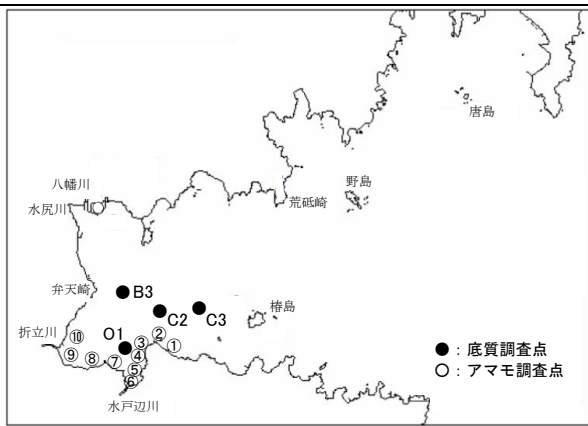 唐島
八幡川
水尻川
荒砥崎
野島
弁天崎
B3
C2
C3
椿島
折立川
O1
⑩
②
①
③
⑨
⑧
⑦
④
⑤
⑥
水戸辺川
●：底質調査点
○：アマモ調査点